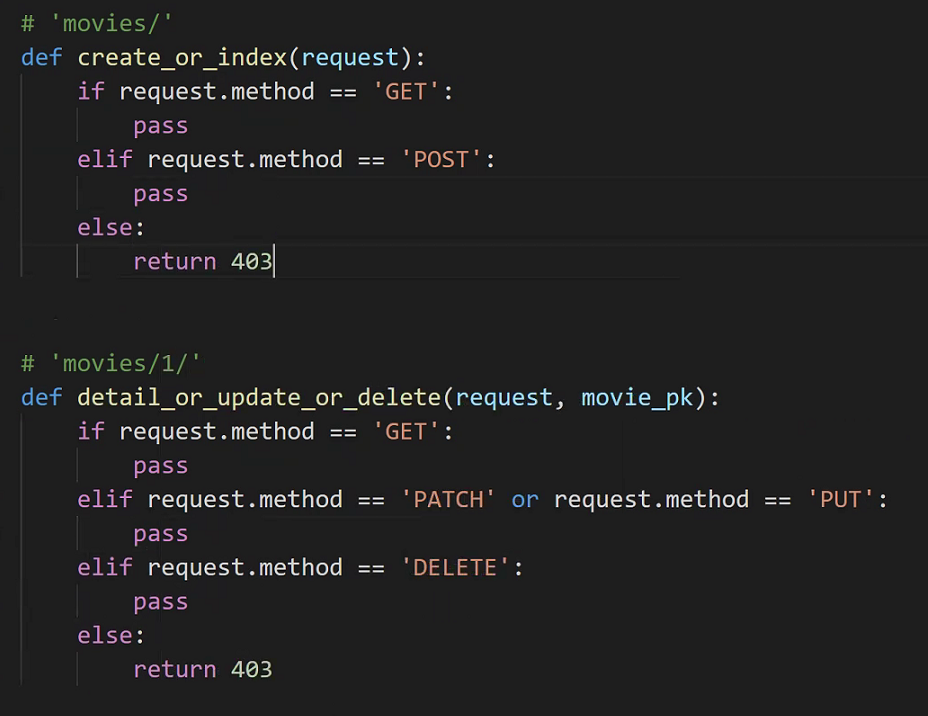 # 'movies/'
def create_or_index(request):
    if request.method == 'GET':
        pass
    elif request.method == 'POST':
        pass
    else:
        return 403
# 'movies/1/'
def detail_or_update_or_delete(request, movie_pk):
    if request.method == 'GET':
        pass
    elif request.method == 'PATCH' or request.method == 'PUT':
        pass
    elif request.method == 'DELETE':
        pass
    else:
        return 403